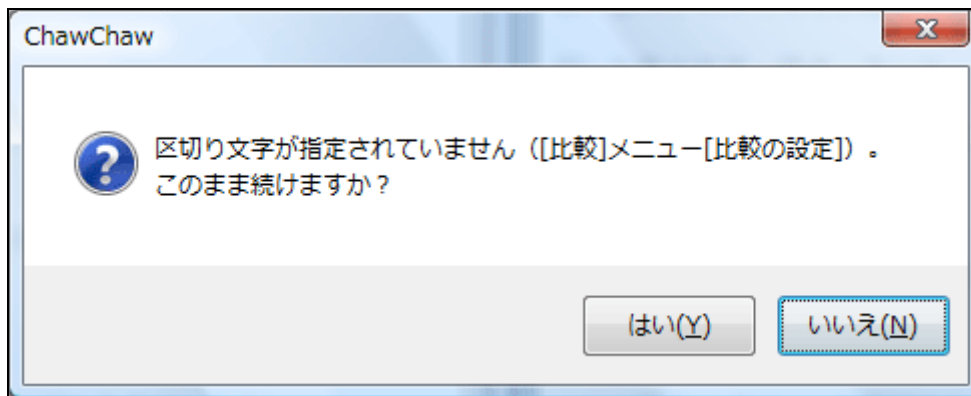 ChawChaw
区切り文字が指定されていません（[比較]メニュー[比較の設定]）。
このまま続けますか？
はい(Y)
いいえ(N)